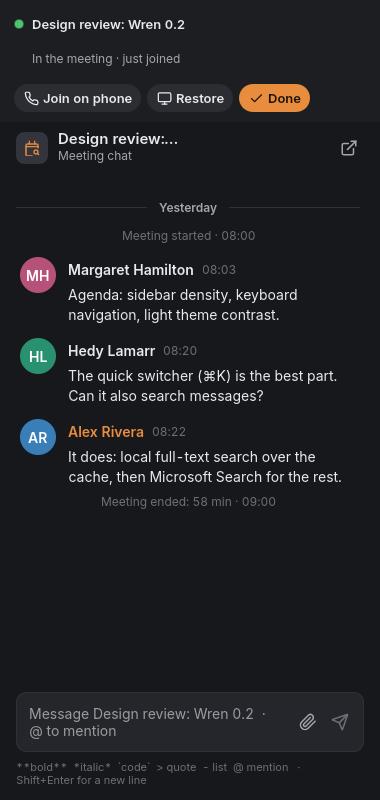 Design review: Wren 0.2
In the meeting · just joined
Join on phone
Restore
Done
Design review:...
Meeting chat
Yesterday
Meeting started · 08:00
MH
Margaret Hamilton 08:03
Agenda: sidebar density, keyboard
navigation, light theme contrast.
HL
Hedy Lamarr 08:20
The quick switcher (⌘K) is the best part.
Can it also search messages?
AR
Alex Rivera 08:22
It does: local full-text search over the
cache, then Microsoft Search for the rest.
Meeting ended: 58 min · 09:00
Message Design review: Wren 0.2 ·
@ to mention
**bold** *italic* `code` > quote - list @ mention ·
Shift+Enter for a new line